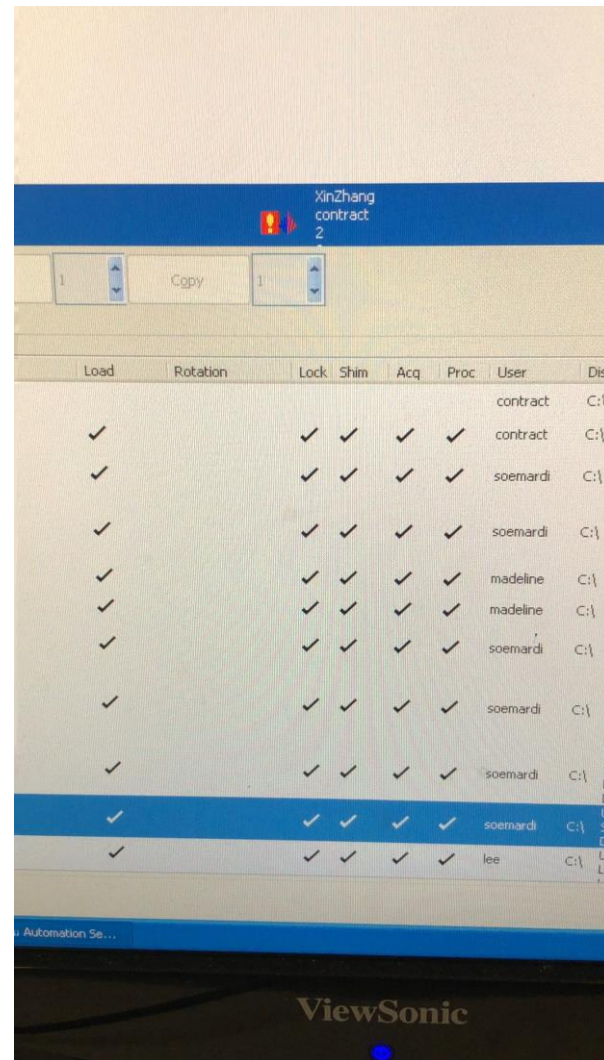 XinZhang
contract
2
1 Copy 1
Load Rotation Lock Shim Acq Proc User Dis
contract C:\
contract C:\
soemardi C:\
soemardi C:\
madeline C:\
madeline C:\
soemardi C:\
soemardi C:\
soemardi C:\
soemardi C:\
lee C:\
Automation Se...
ViewSonic